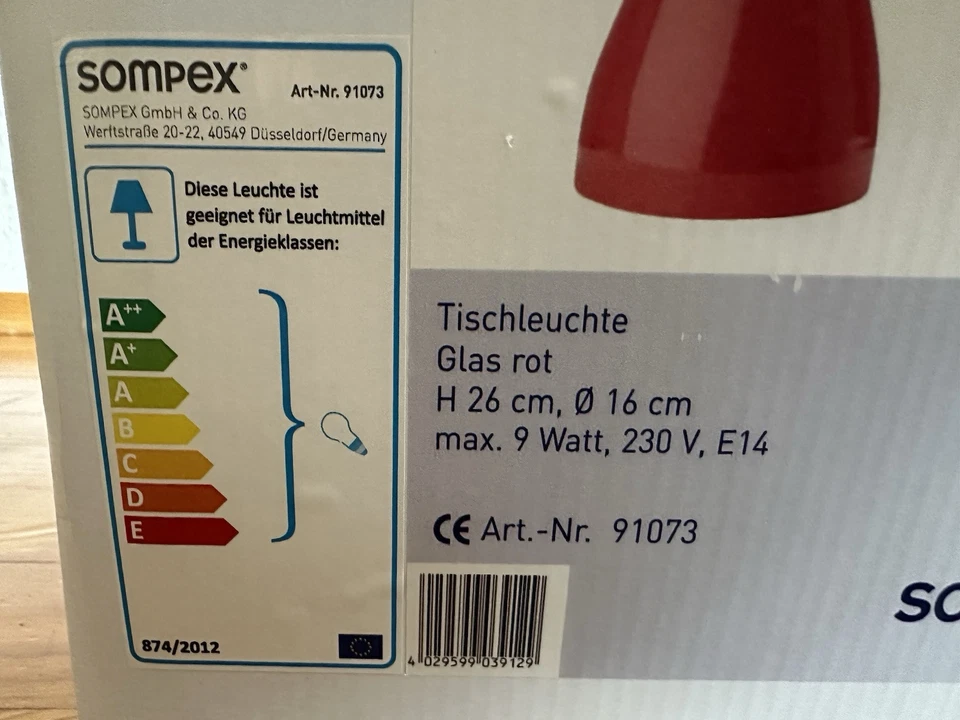 sompex®
Art-Nr. 91073
SOMPEX GmbH & Co. KG
Werftstraße 20-22, 40549 Düsseldorf/Germany
Diese Leuchte ist
geeignet für Leuchtmittel
der Energieklassen:
A++
A+
A
B
C
D
E
874/2012
Tischleuchte
Glas rot
H 26 cm, Ø 16 cm
max. 9 Watt, 230 V, E14
CE Art.-Nr. 91073
4 029599 039129
so